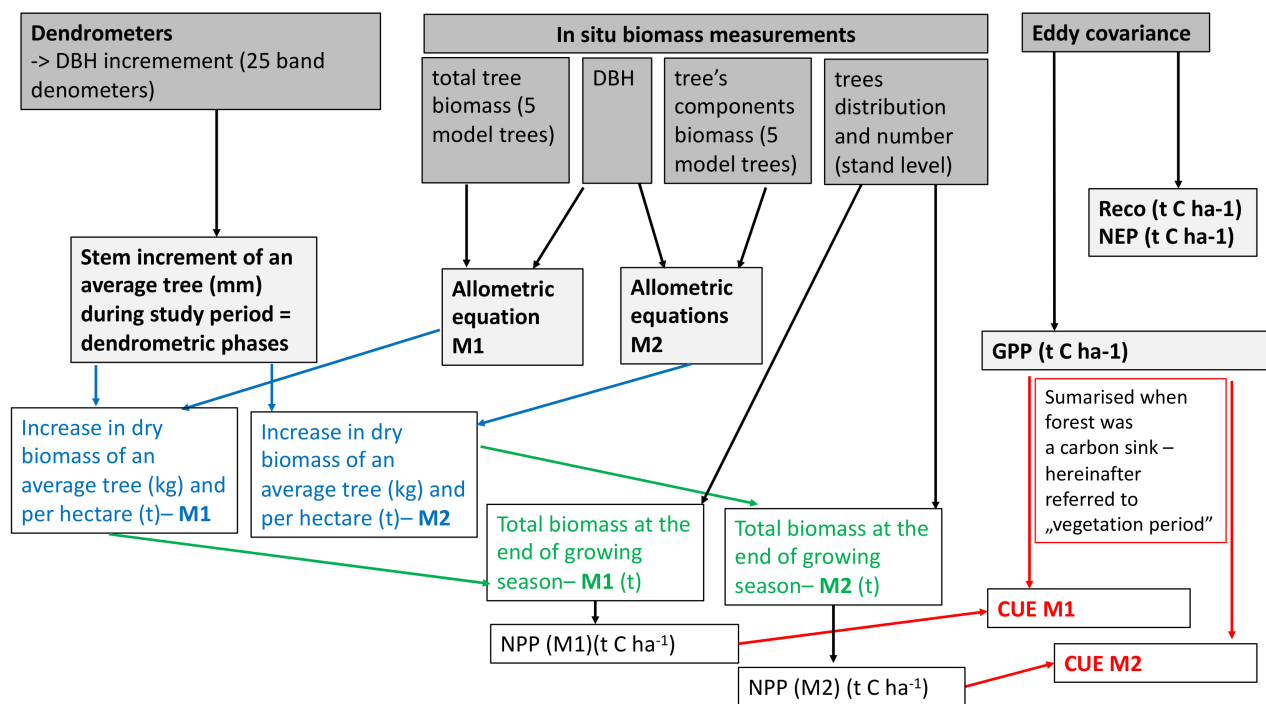 Dendrometers
-> DBH incremement (25 band
denometers)
In situ biomass measurements
total tree
biomass (5
model trees)
DBH
tree's
components
biomass (5
model trees)
trees
distribution
and number
(stand level)
Eddy covariance
Reco (t C ha-1)
NEP (t C ha-1)
Stem increment of an
average tree (mm)
during study period =
dendrometric phases
Allometric
equation
M1
Allometric
equations
M2
GPP (t C ha-1)
Sumarised when
forest was
a carbon sink –
hereinafter
referred to
„vegetation period”
Increase in dry
biomass of an
average tree (kg) and
per hectare (t)– M1
Increase in dry
biomass of an
average tree (kg) and
per hectare (t)– M2
Total biomass at the
end of growing
season– M1 (t)
Total biomass at the
end of growing
season– M2 (t)
CUE M1
NPP (M1)(t C ha-1)
CUE M2
NPP (M2) (t C ha-1)